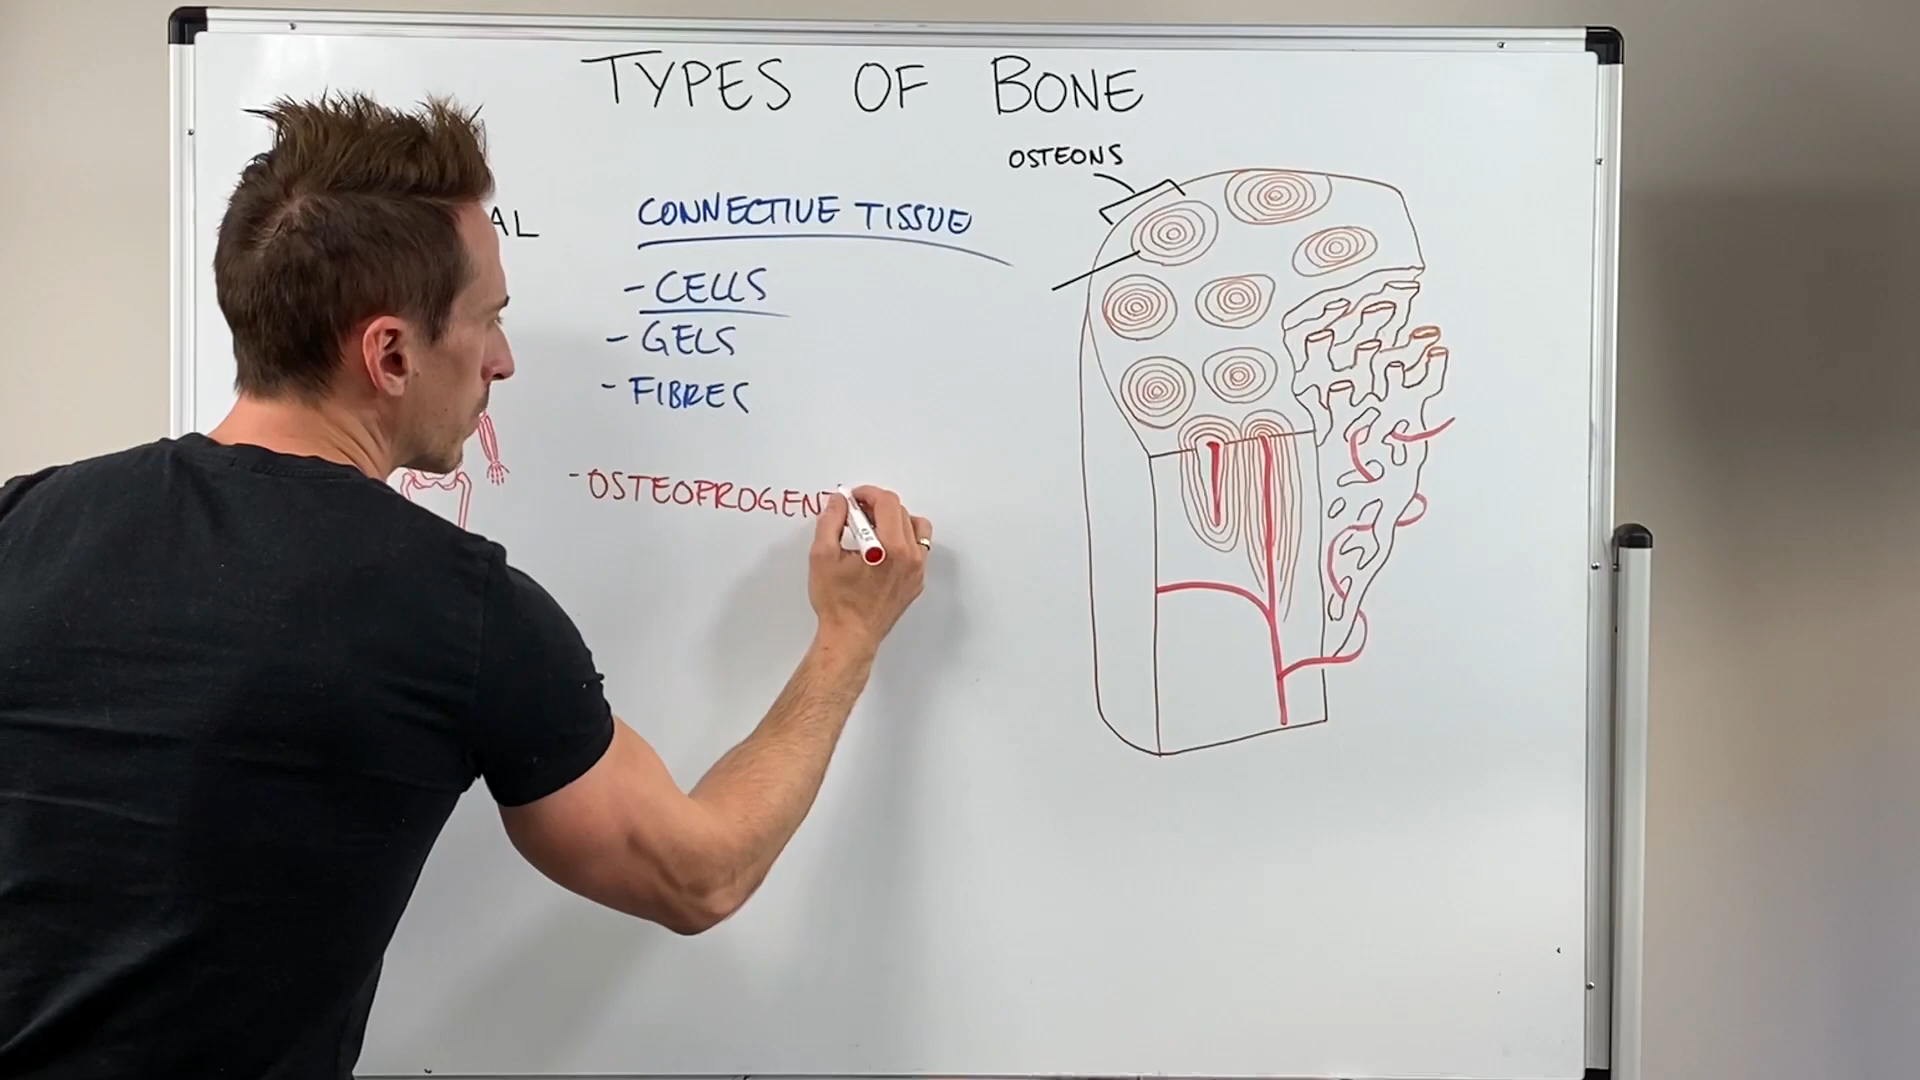 TYPES OF BONE
OSTEONS
AL
CONNECTIVE TISSUE
- CELLS
- GELS
- FIBRES
- OSTEOPROGEN